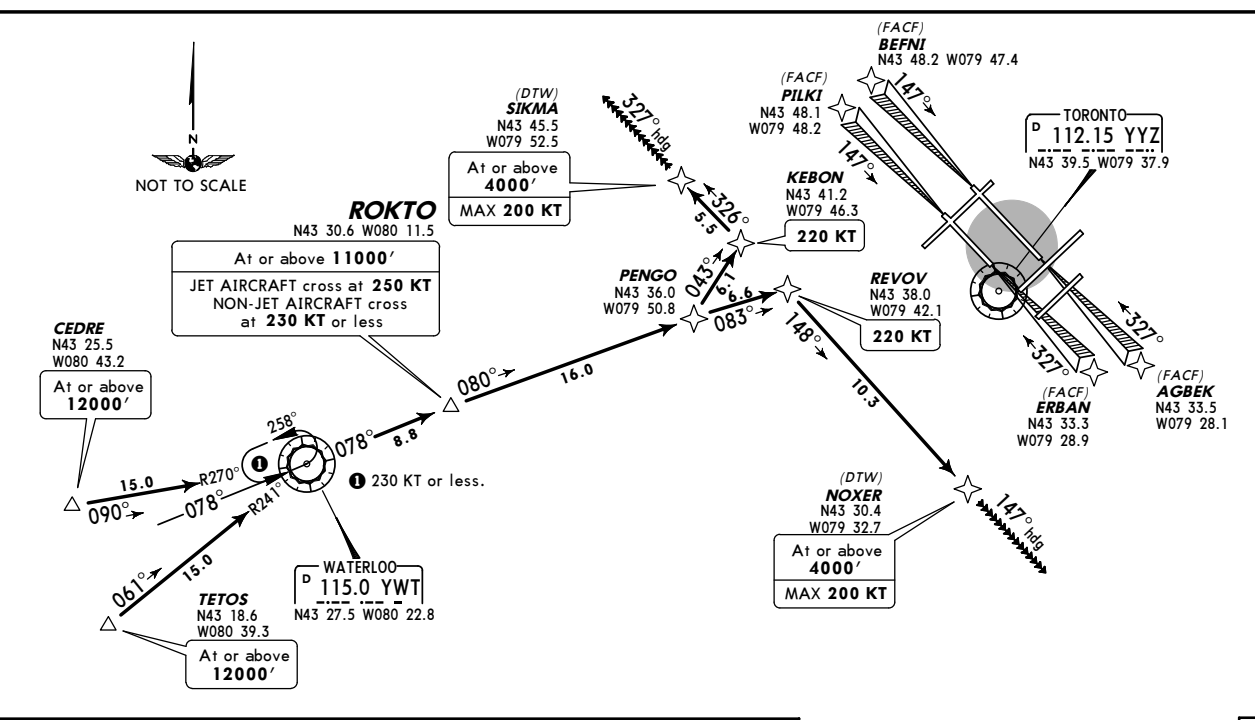 (FACF)
BEFNI
N43 48.2 W079 47.4
(FACF)
PILKI
N43 48.1
W079 48.2
147°
147°
TORONTO
D 112.15 YYZ
N43 39.5 W079 37.9
N
NOT TO SCALE
(DTW)
SIKMA
N43 45.5
W079 52.5
At or above
4000'
MAX 200 KT
327° hdg
326°
5.5
KEBON
N43 41.2
W079 46.3
220 KT
ROKTO
N43 30.6 W080 11.5
At or above 11000'
JET AIRCRAFT cross at 250 KT
NON-JET AIRCRAFT cross
at 230 KT or less
PENGO
N43 36.0
W079 50.8
043°
6.1
6.6
083°
REVOV
N43 38.0
W079 42.1
220 KT
148°
10.3
327°
327°
(FACF)
ERBAN
N43 33.3
W079 28.9
(FACF)
AGBEK
N43 33.5
W079 28.1
CEDRE
N43 25.5
W080 43.2
At or above
12000'
080°
16.0
258°
078°
8.8
1
1 230 KT or less.
15.0
R270°
090°
078°
R241°
061°
15.0
WATERLOO
D 115.0 YWT
N43 27.5 W080 22.8
TETOS
N43 18.6
W080 39.3
At or above
12000'
(DTW)
NOXER
N43 30.4
W079 32.7
At or above
4000'
MAX 200 KT
147° hdg